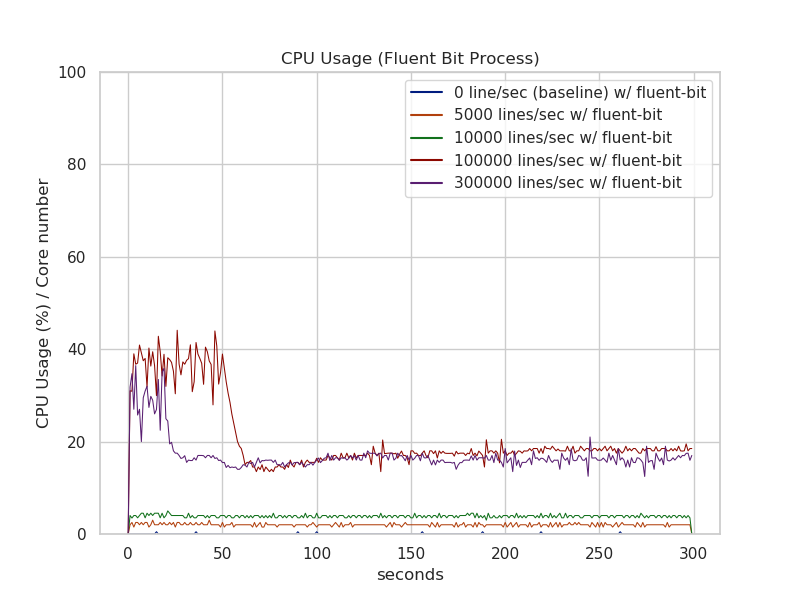 CPU Usage (Fluent Bit Process)
100
80
60
40
20
0
CPU Usage (%) / Core number
0 line/sec (baseline) w/ fluent-bit
5000 lines/sec w/ fluent-bit
10000 lines/sec w/ fluent-bit
100000 lines/sec w/ fluent-bit
300000 lines/sec w/ fluent-bit
0 50 100 150 200 250 300
seconds